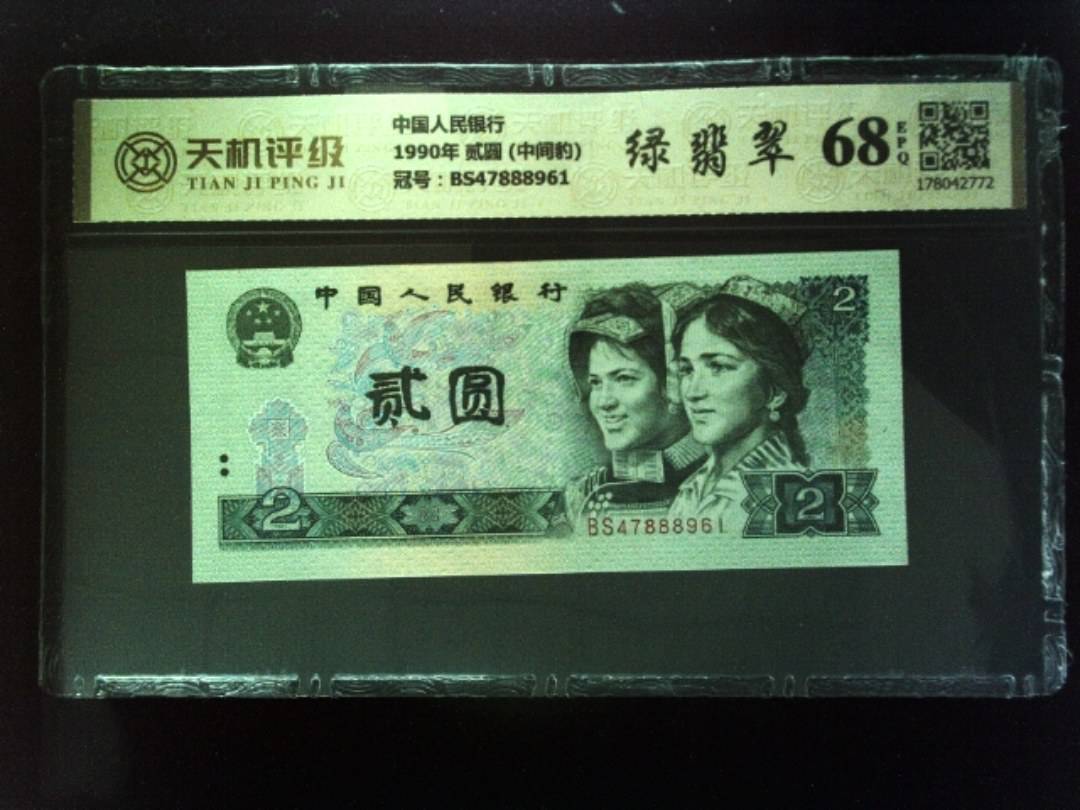 天机评级
TIAN JI PING JI
中国人民银行
1990年 贰圆 (中间豹)
冠号：BS47888961
绿翡翠
68
EPQ
178042772
中国人民银行
2
贰圆
2
BS47888961
2